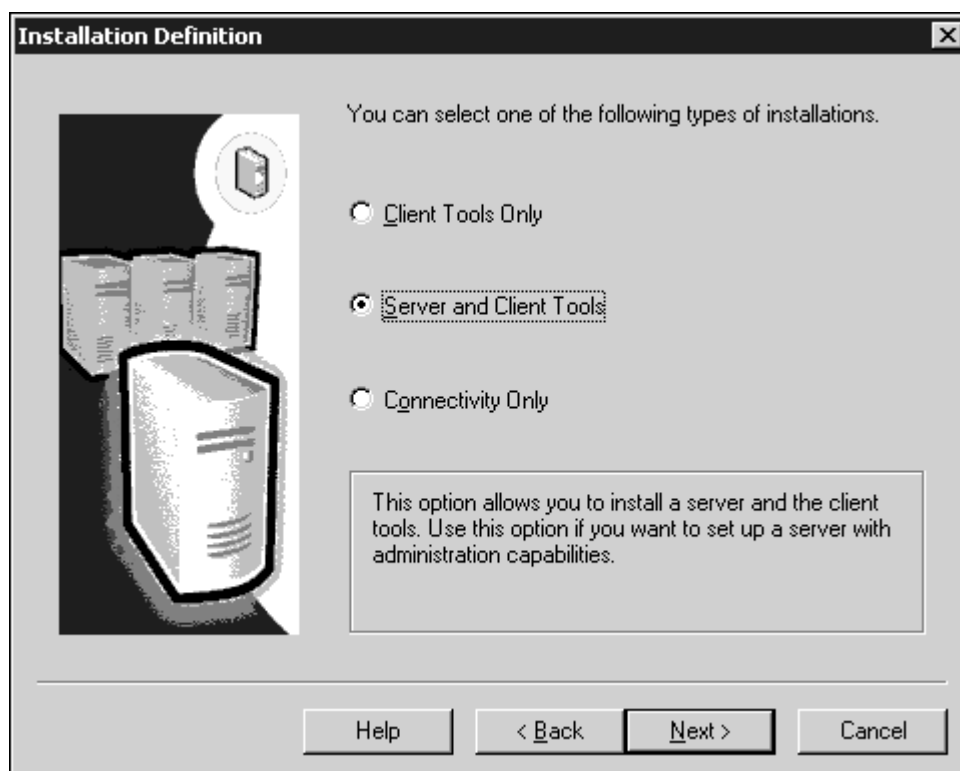 Installation Definition
You can select one of the following types of installations.
Client Tools Only
Server and Client Tools
Connectivity Only
This option allows you to install a server and the client
tools. Use this option if you want to set up a server with
administration capabilities.
Help
< Back
Next >
Cancel